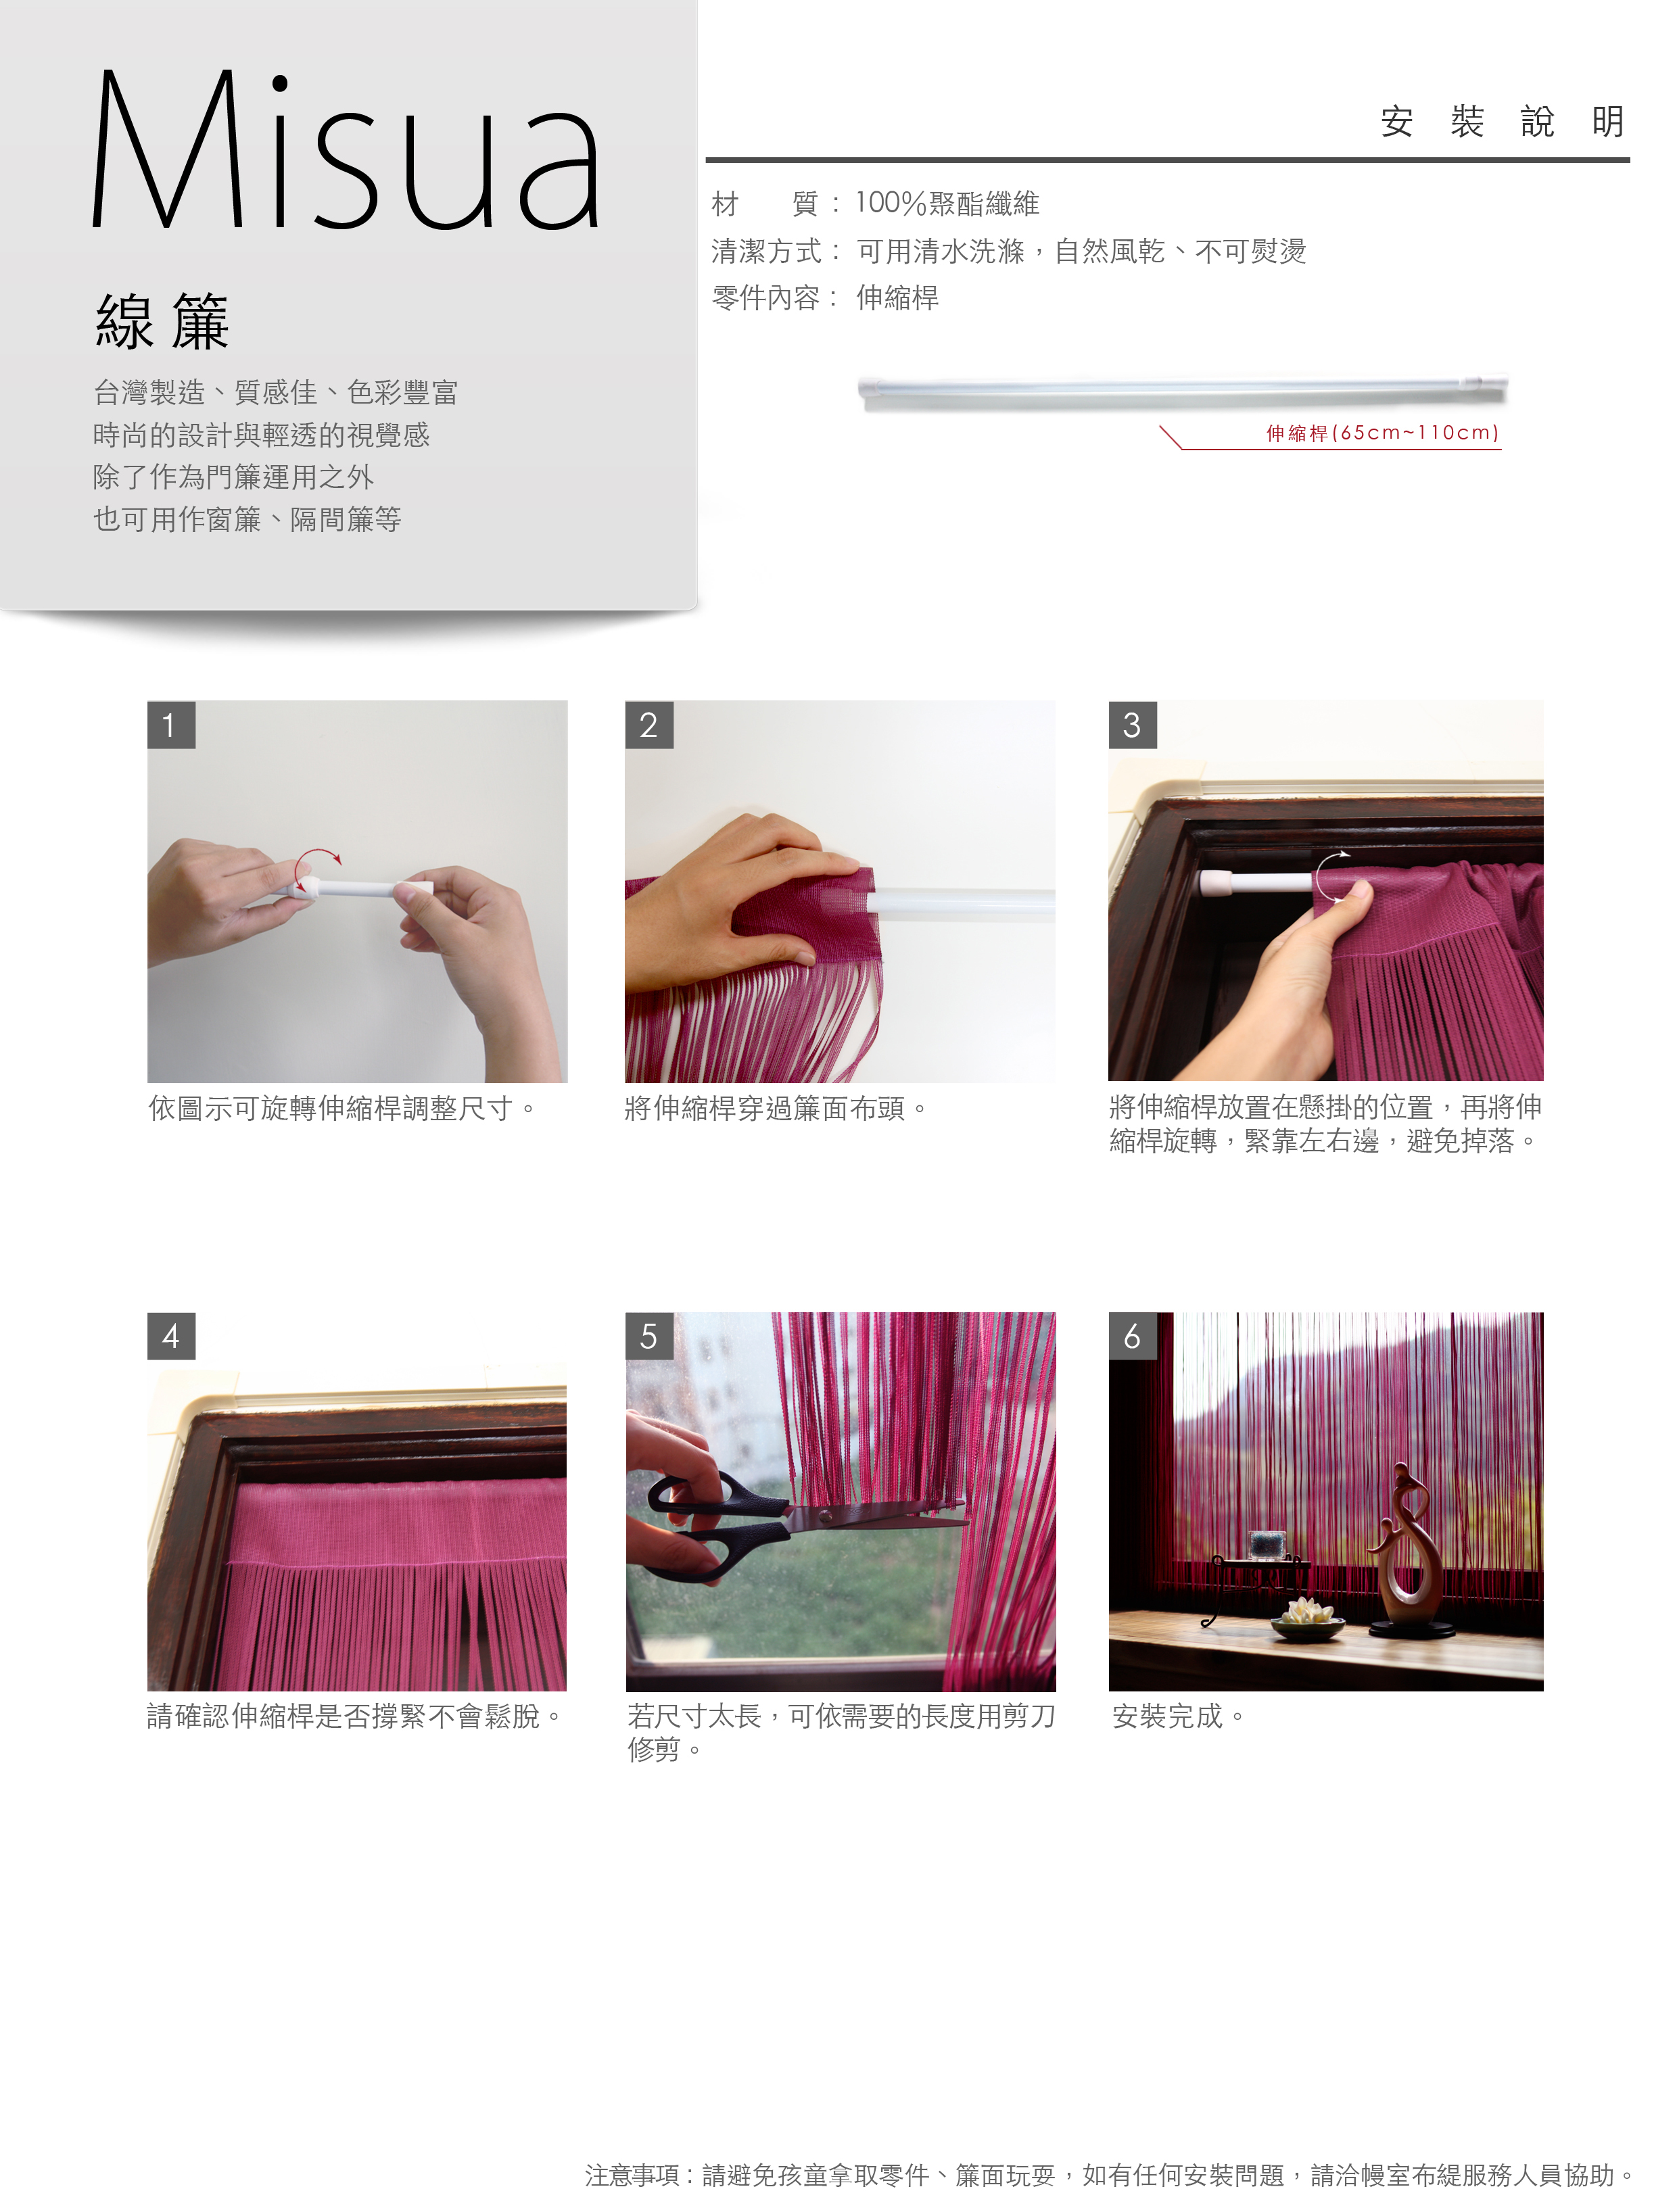 Misua
線簾
台灣製造、質感佳、色彩豐富
時尚的設計與輕透的視覺感
除了作為門簾運用之外
也可用作窗簾、隔間簾等
安裝說明
材　　質：100%聚酯纖維
清潔方式：可用清水洗滌，自然風乾、不可熨燙
零件內容：伸縮桿
伸縮桿(65cm~110cm)
1
依圖示可旋轉伸縮桿調整尺寸。
2
將伸縮桿穿過簾面布頭。
3
將伸縮桿放置在懸掛的位置，再將伸
縮桿旋轉，緊靠左右邊，避免掉落。
4
請確認伸縮桿是否撐緊不會鬆脫。
5
若尺寸太長，可依需要的長度用剪刀
修剪。
6
安裝完成。
注意事項：請避免孩童拿取零件、簾面玩耍，如有任何安裝問題，請洽幔室布緹服務人員協助。